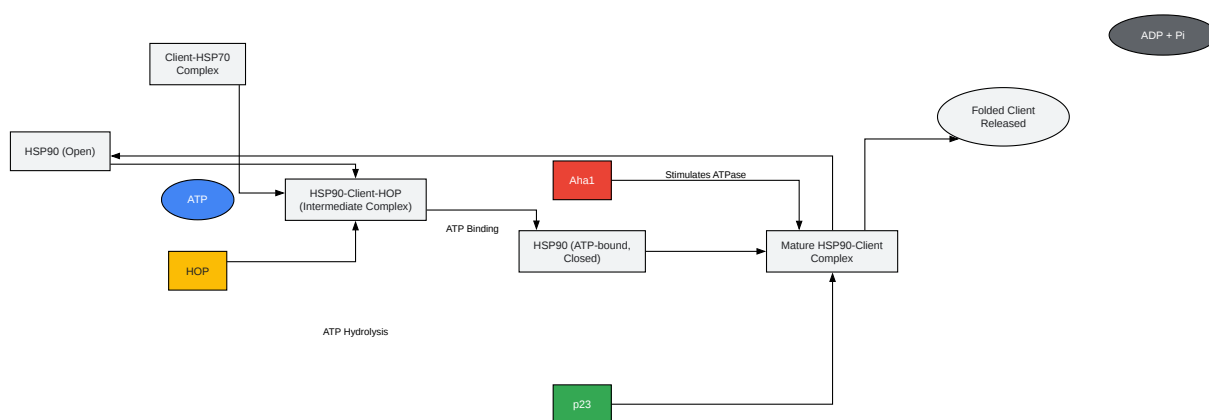 ADP + Pi
Client-HSP70
Complex
Folded Client
Released
HSP90 (Open)
Aha1
Stimulates ATPase
ATP
HSP90-Client-HOP
(Intermediate Complex)
ATP Binding
HSP90 (ATP-bound,
Closed)
Mature HSP90-Client
Complex
HOP
ATP Hydrolysis
p23